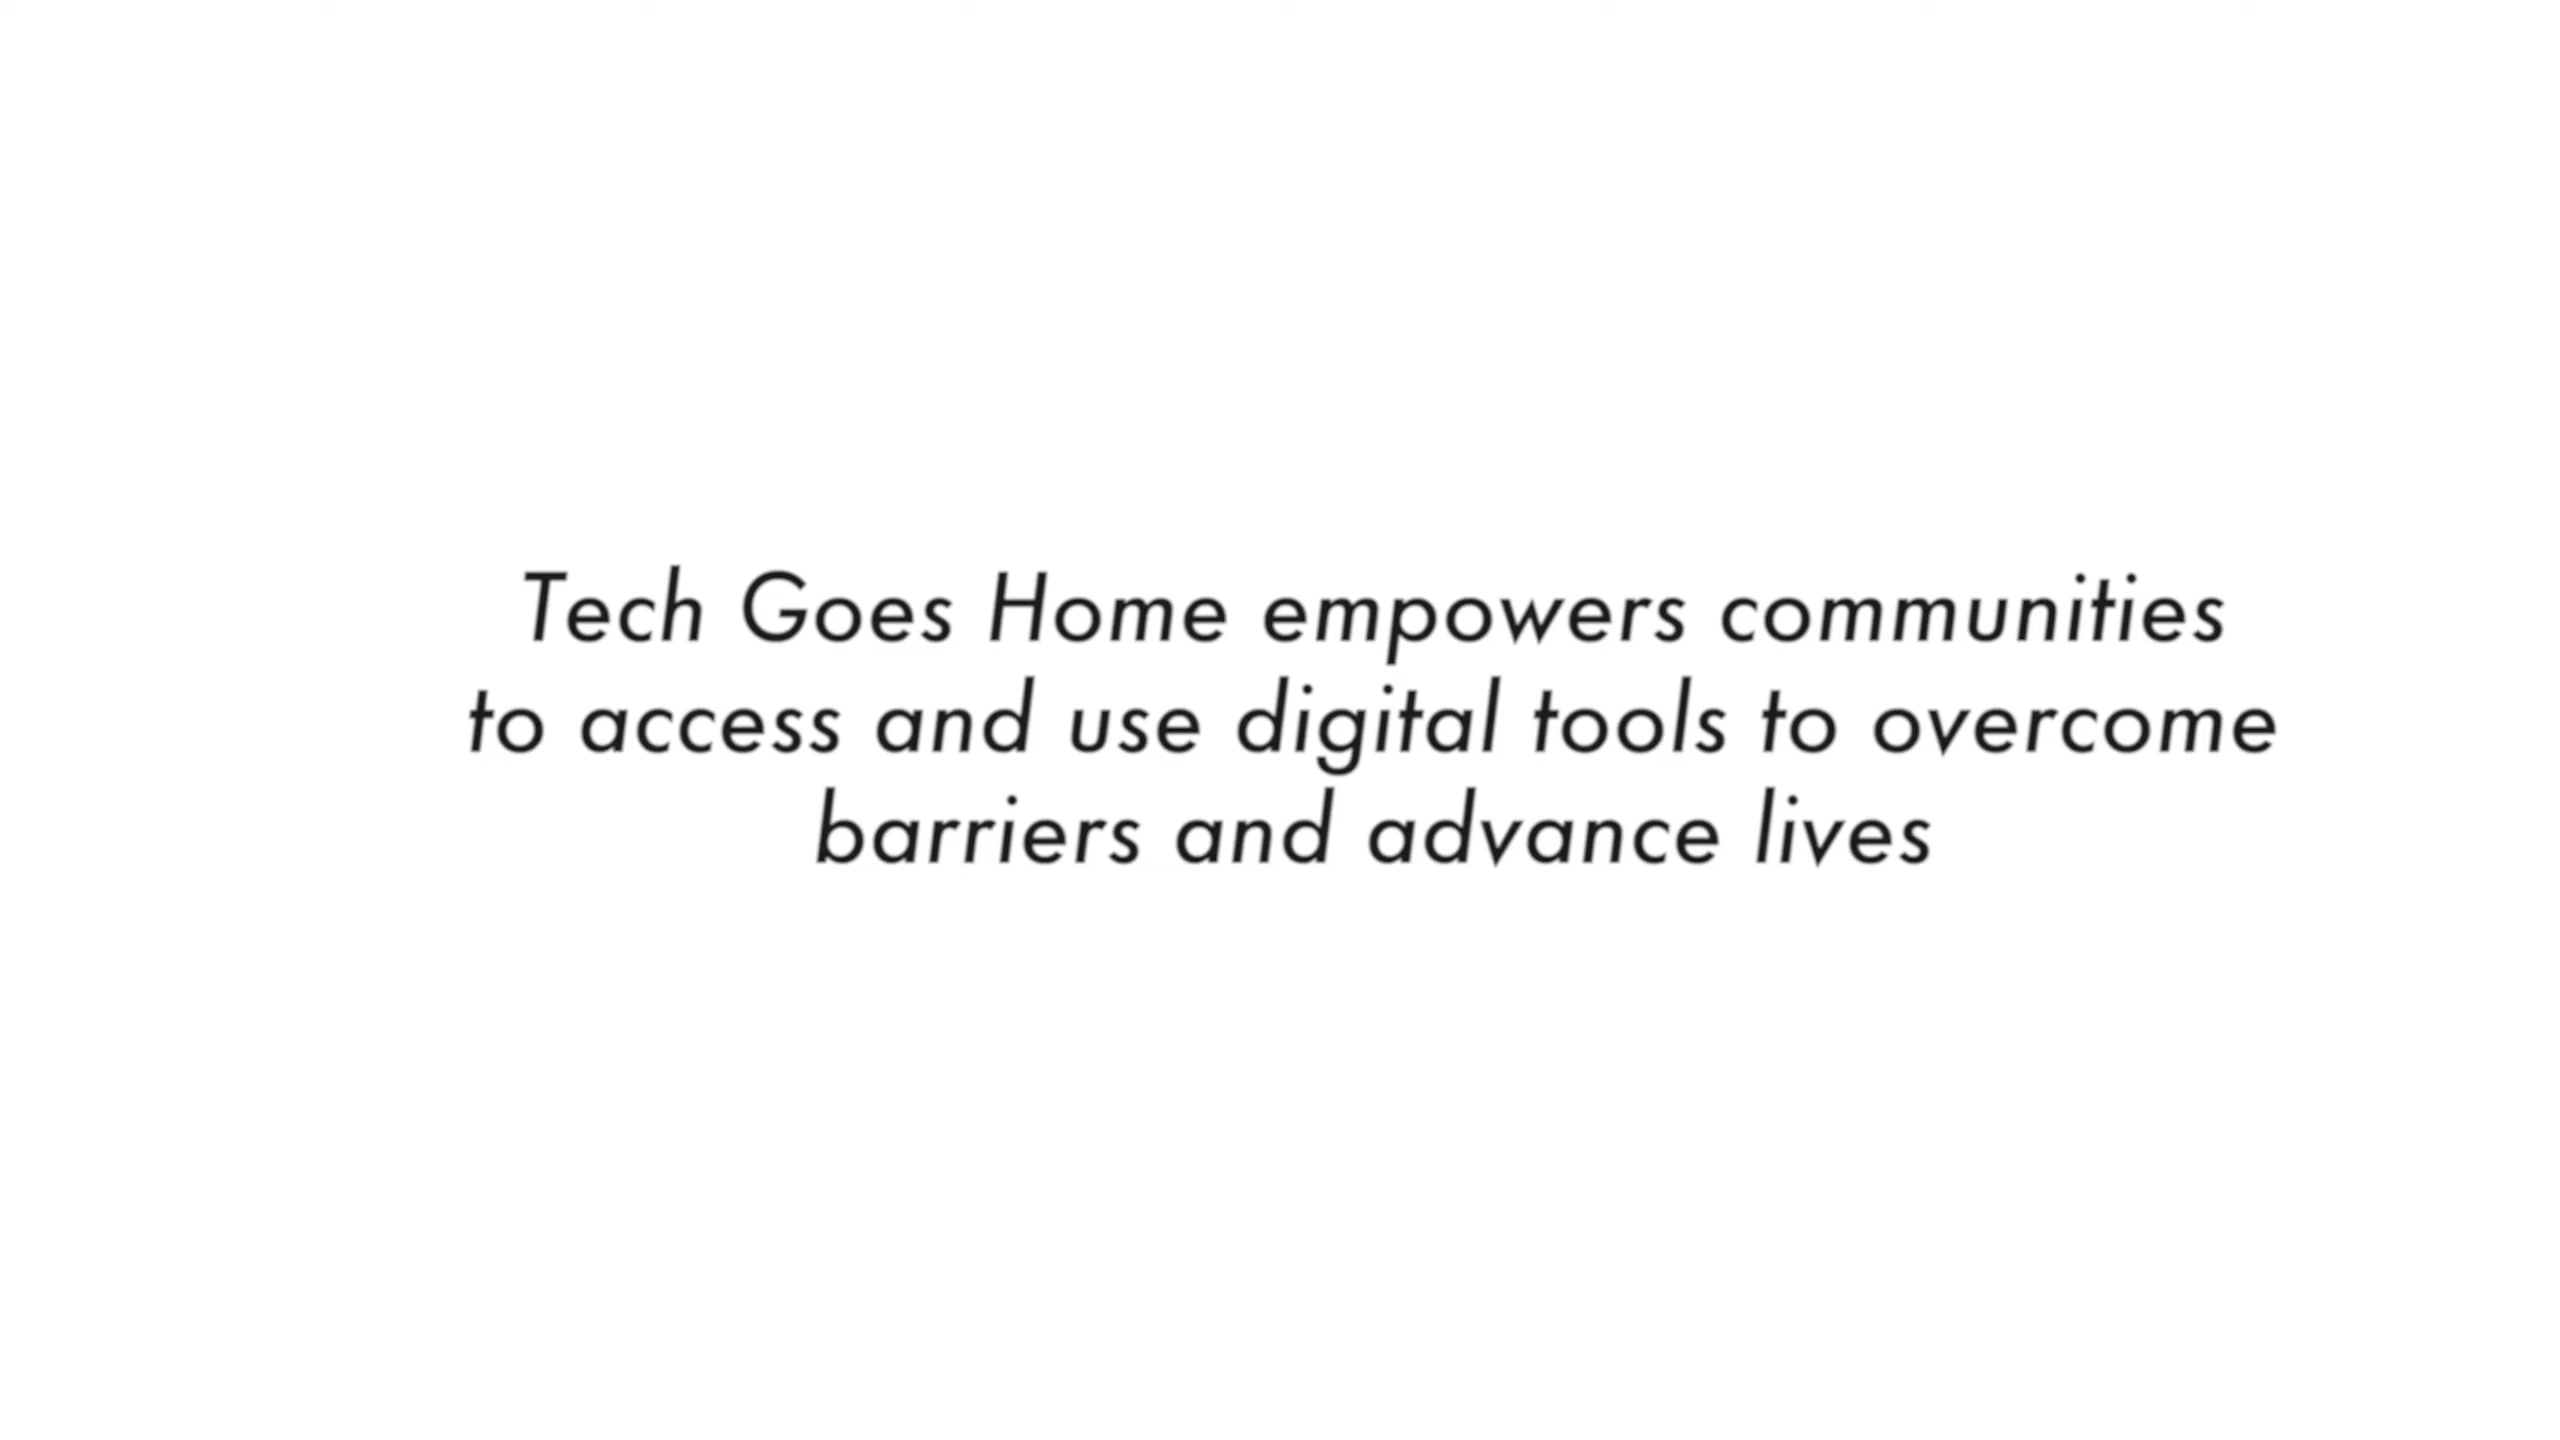 Tech Goes Home empowers communities
to access and use digital tools to overcome
barriers and advance lives